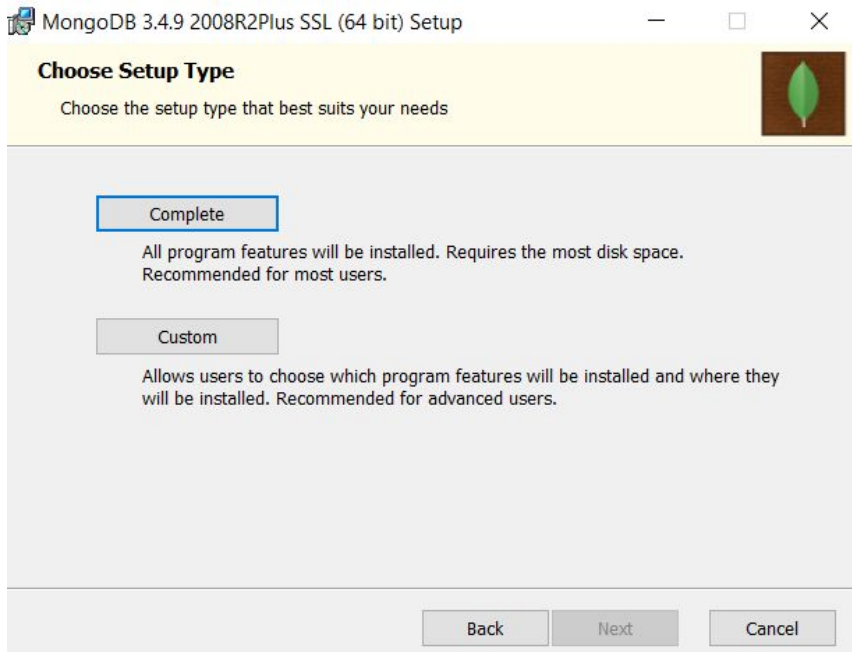 MongoDB 3.4.9 2008R2Plus SSL (64 bit) Setup
Choose Setup Type
Choose the setup type that best suits your needs
Complete
All program features will be installed. Requires the most disk space.
Recommended for most users.
Custom
Allows users to choose which program features will be installed and where they
will be installed. Recommended for advanced users.
Back Next Cancel